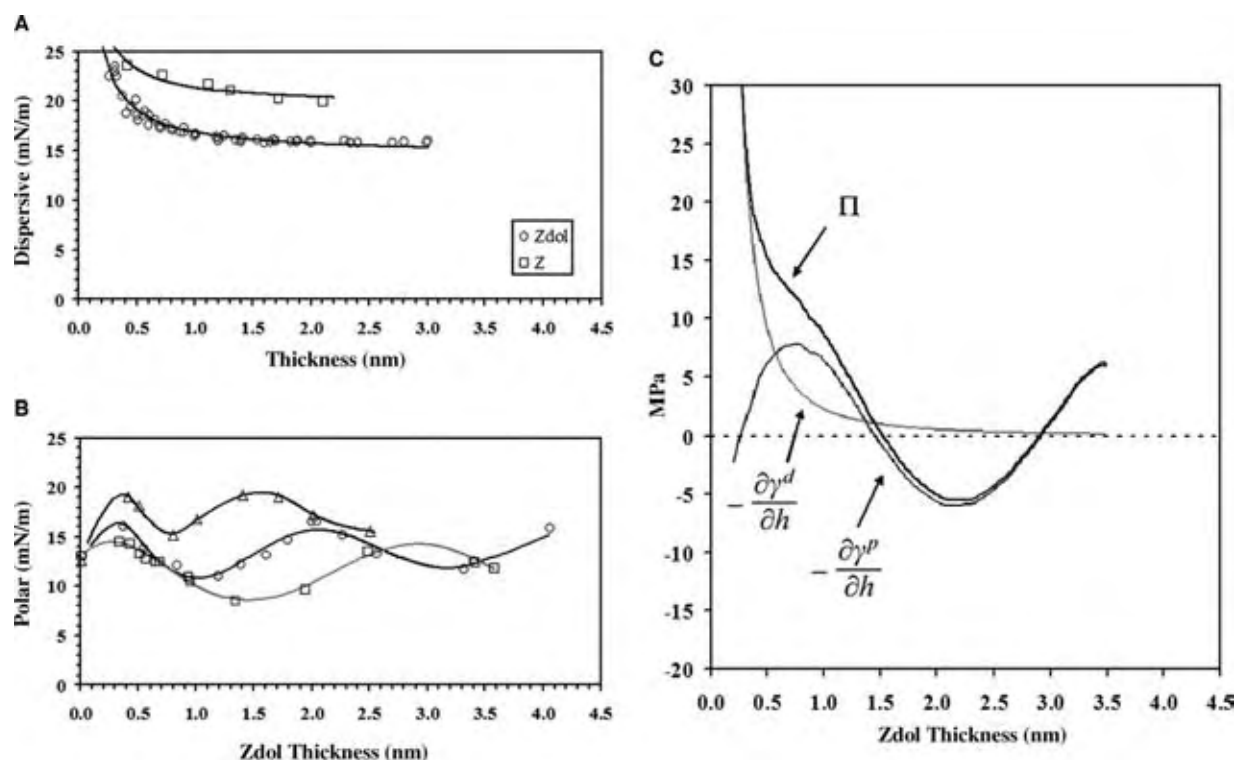 A
25
20
15
10
5
0
Dispersive (mN/m)
Zdol
Z
0.0 0.5 1.0 1.5 2.0 2.5 3.0 3.5 4.0 4.5
Thickness (nm)
B
25
20
15
10
5
0
Polar (mN/m)
0.0 0.5 1.0 1.5 2.0 2.5 3.0 3.5 4.0 4.5
Zdol Thickness (nm)
C
30
25
20
15
10
5
0
-5
-10
-15
-20
MPa
Π
− ∂γᵈ/∂h
− ∂γᵖ/∂h
0.0 0.5 1.0 1.5 2.0 2.5 3.0 3.5 4.0 4.5
Zdol Thickness (nm)